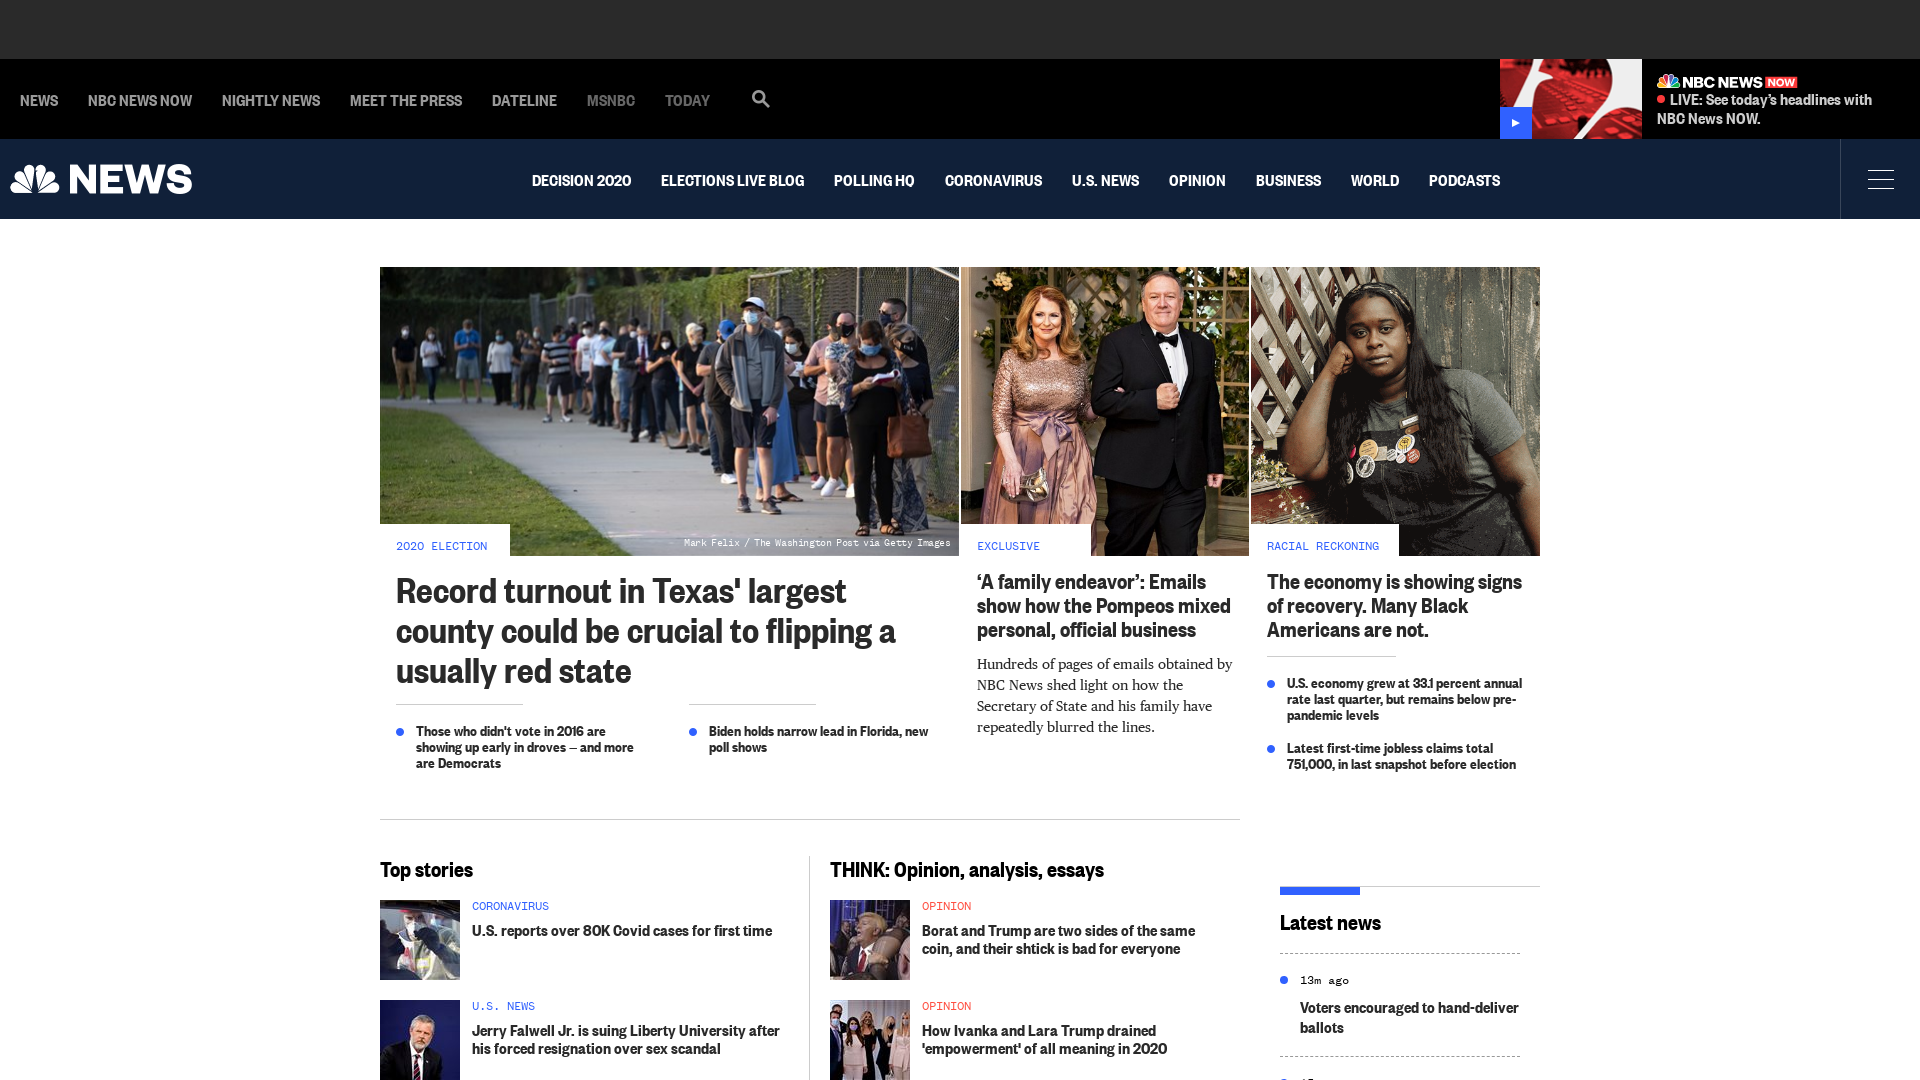 NEWS
NBC NEWS NOW
NIGHTLY NEWS
MEET THE PRESS
DATELINE
MSNBC
TODAY
NBC NEWS NOW
LIVE: See today's headlines with
NBC News NOW.
NEWS
DECISION 2020
ELECTIONS LIVE BLOG
POLLING HQ
CORONAVIRUS
U.S. NEWS
OPINION
BUSINESS
WORLD
PODCASTS
Mark Felix / The Washington Post via Getty Images
2020 ELECTION
Record turnout in Texas' largest
county could be crucial to flipping a
usually red state
Those who didn't vote in 2016 are
showing up early in droves — and more
are Democrats
Biden holds narrow lead in Florida, new
poll shows
EXCLUSIVE
‘A family endeavor’: Emails
show how the Pompeos mixed
personal, official business
Hundreds of pages of emails obtained by
NBC News shed light on how the
Secretary of State and his family have
repeatedly blurred the lines.
RACIAL RECKONING
The economy is showing signs
of recovery. Many Black
Americans are not.
U.S. economy grew at 33.1 percent annual
rate last quarter, but remains below pre-
pandemic levels
Latest first-time jobless claims total
751,000, in last snapshot before election
Top stories
CORONAVIRUS
U.S. reports over 80K Covid cases for first time
U.S. NEWS
Jerry Falwell Jr. is suing Liberty University after
his forced resignation over sex scandal
THINK: Opinion, analysis, essays
OPINION
Borat and Trump are two sides of the same
coin, and their shtick is bad for everyone
OPINION
How Ivanka and Lara Trump drained
'empowerment' of all meaning in 2020
Latest news
13m ago
Voters encouraged to hand-deliver
ballots